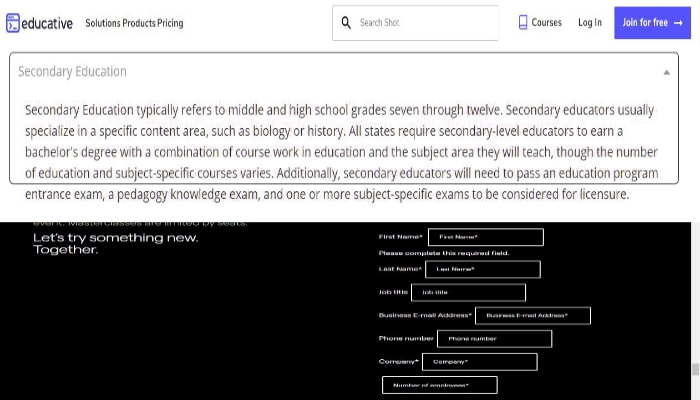 educative
Solutions Products Pricing
Search Shot
Courses
Log In
Join for free →
Secondary Education
Secondary Education typically refers to middle and high school grades seven through twelve. Secondary educators usually
specialize in a specific content area, such as biology or history. All states require secondary-level educators to earn a
bachelor's degree with a combination of course work in education and the subject area they will teach, though the number
of education and subject-specific courses varies. Additionally, secondary educators will need to pass an education program
entrance exam, a pedagogy knowledge exam, and one or more subject-specific exams to be considered for licensure.
event. Masterclasses are limited by seats.
Let's try something new.
Together.
First Name* First Name*
Please complete this required field.
Last Name* Last Name*
Job title Job title
Business E-mail Address* Business E-mail Address*
Phone number Phone number
Company* Company*
Number of employees*